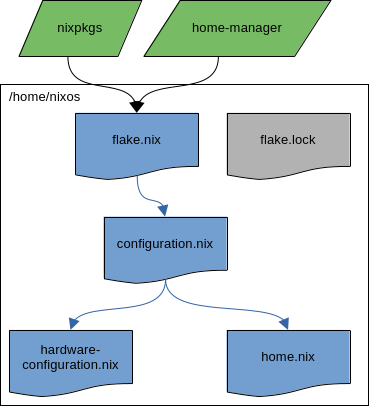 nixpkgs
home-manager
/home/nixos
flake.nix
flake.lock
configuration.nix
hardware-
configuration.nix
home.nix